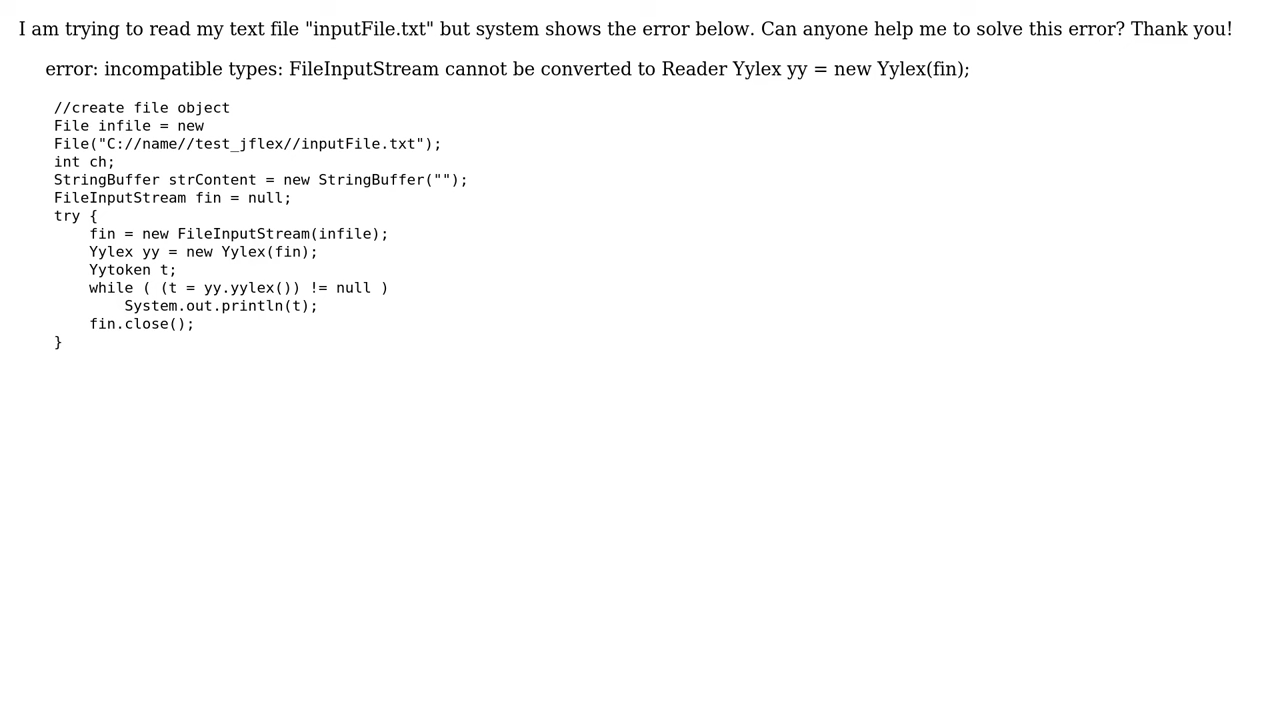 I am trying to read my text file "inputFile.txt" but system shows the error below. Can anyone help me to solve this error? Thank you!
error: incompatible types: FileInputStream cannot be converted to Reader Yylex yy = new Yylex(fin);
//create file object
File infile = new
File("C://name//test_jflex//inputFile.txt");
int ch;
StringBuffer strContent = new StringBuffer("");
FileInputStream fin = null;
try {
    fin = new FileInputStream(infile);
    Yylex yy = new Yylex(fin);
    Yytoken t;
    while ( (t = yy.yylex()) != null )
        System.out.println(t);
    fin.close();
}